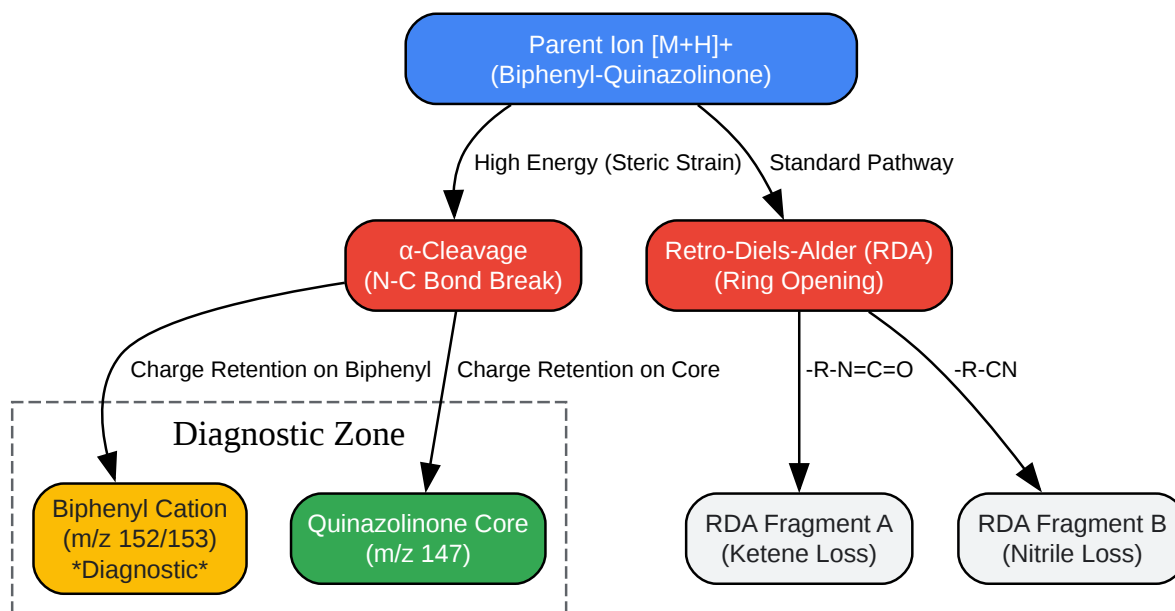 Parent Ion [M+H]+
(Biphenyl-Quinazolinone)
High Energy (Steric Strain)
Standard Pathway
α-Cleavage
(N-C Bond Break)
Retro-Diels-Alder (RDA)
(Ring Opening)
Charge Retention on Biphenyl
Charge Retention on Core
-R-N=C=O
-R-CN
Diagnostic Zone
Biphenyl Cation
(m/z 152/153)
*Diagnostic*
Quinazolinone Core
(m/z 147)
RDA Fragment A
(Ketene Loss)
RDA Fragment B
(Nitrile Loss)